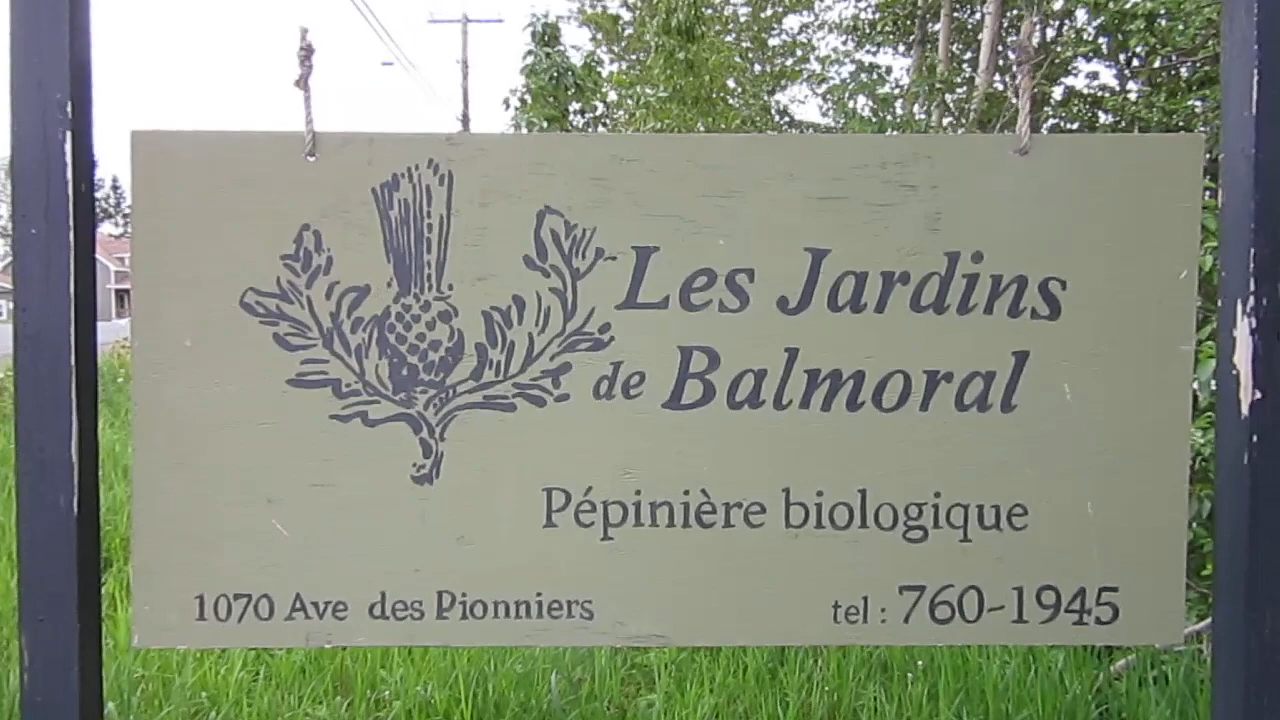 Les Jardins
de Balmoral
Pépinière biologique
1070 Ave des Pionniers
tel : 760-1945